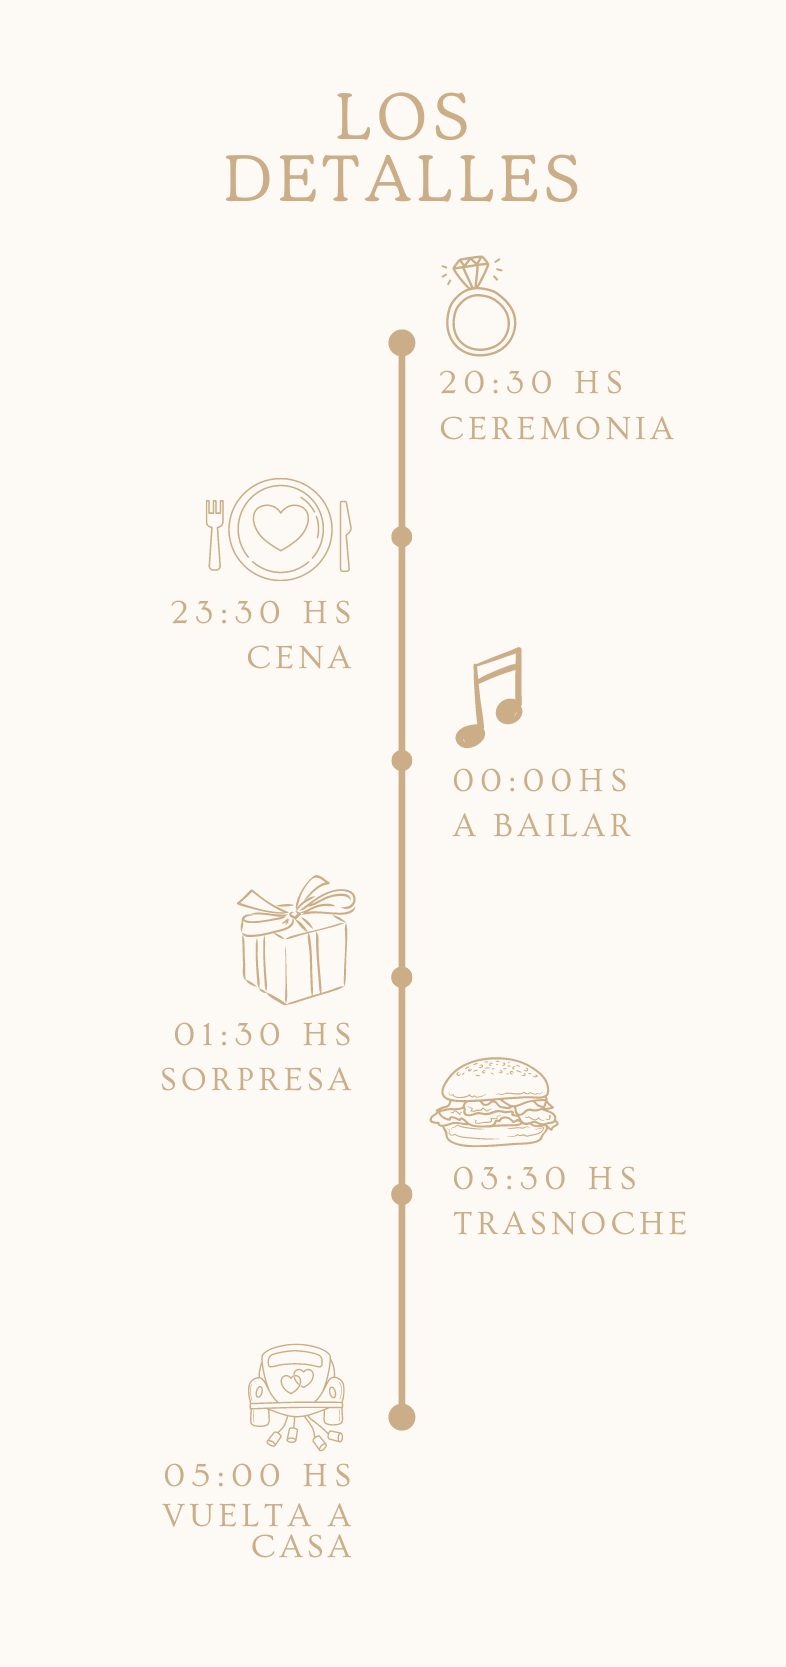 LOS
DETALLES
20:30 HS
CEREMONIA
23:30 HS
CENA
00:00HS
A BAILAR
01:30 HS
SORPRESA
03:30 HS
TRASNOCHE
05:00 HS
VUELTA A
CASA